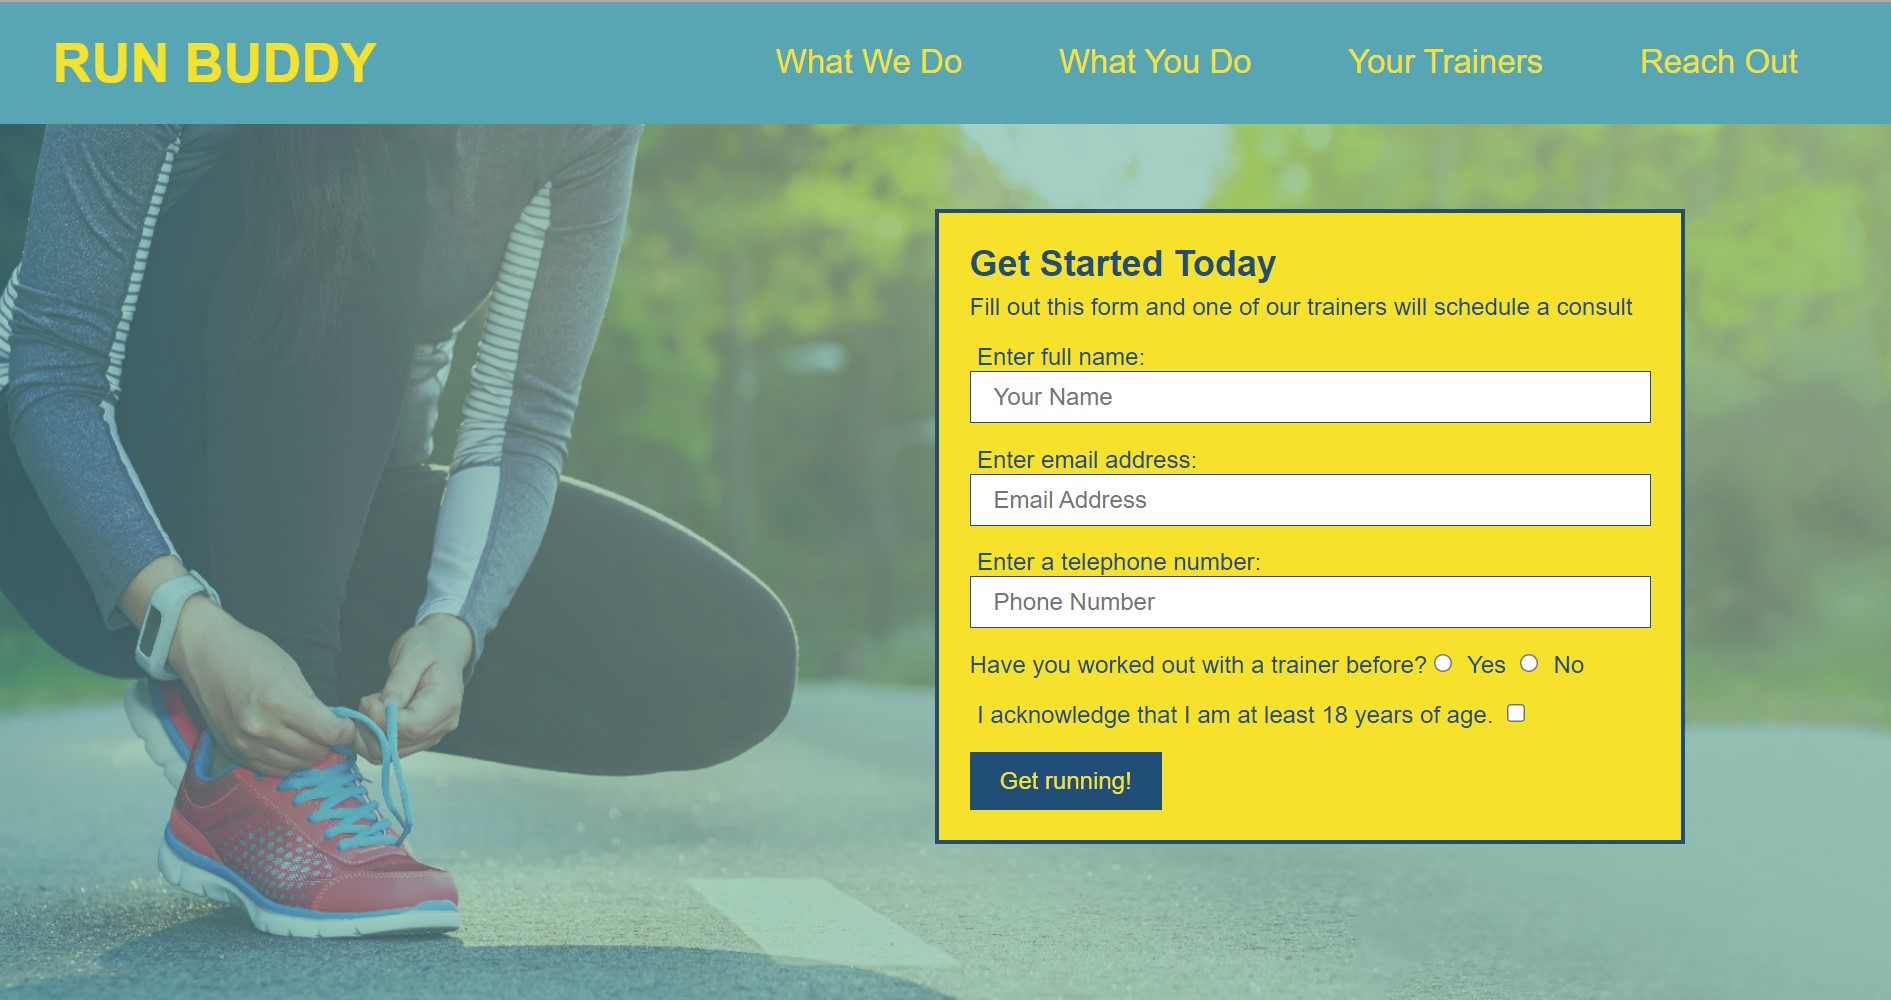 RUN BUDDY
What We Do
What You Do
Your Trainers
Reach Out
Get Started Today
Fill out this form and one of our trainers will schedule a consult
Enter full name:
Your Name
Enter email address:
Email Address
Enter a telephone number:
Phone Number
Have you worked out with a trainer before? Yes No
I acknowledge that I am at least 18 years of age.
Get running!